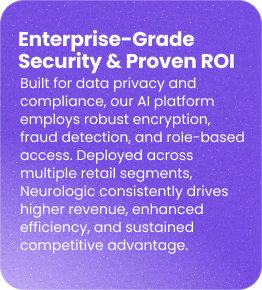 Enterprise-Grade
Security & Proven ROI
Built for data privacy and
compliance, our AI platform
employs robust encryption,
fraud detection, and role-based
access. Deployed across
multiple retail segments,
Neurologic consistently drives
higher revenue, enhanced
efficiency, and sustained
competitive advantage.